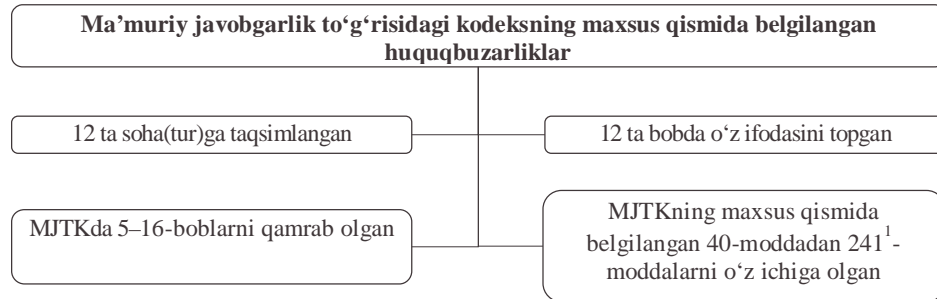 Ma’muriy javobgarlik to‘g‘risidagi kodeksning maxsus qismida belgilangan
huquqbuzarliklar
12 ta soha(tur)ga taqsimlangan
12 ta bobda o‘z ifodasini topgan
MJTKda 5–16-boblarni qamrab olgan
MJTKning maxsus qismida
belgilangan 40-moddadan 241¹-
moddalarni o‘z ichiga olgan